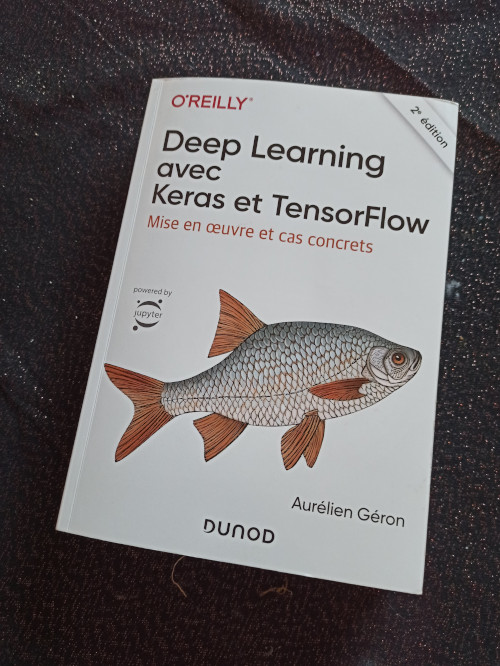 O'REILLY®
2e édition
Deep Learning
avec
Keras et TensorFlow
Mise en œuvre et cas concrets
powered by
jupyter
Aurélien Géron
DUNOD